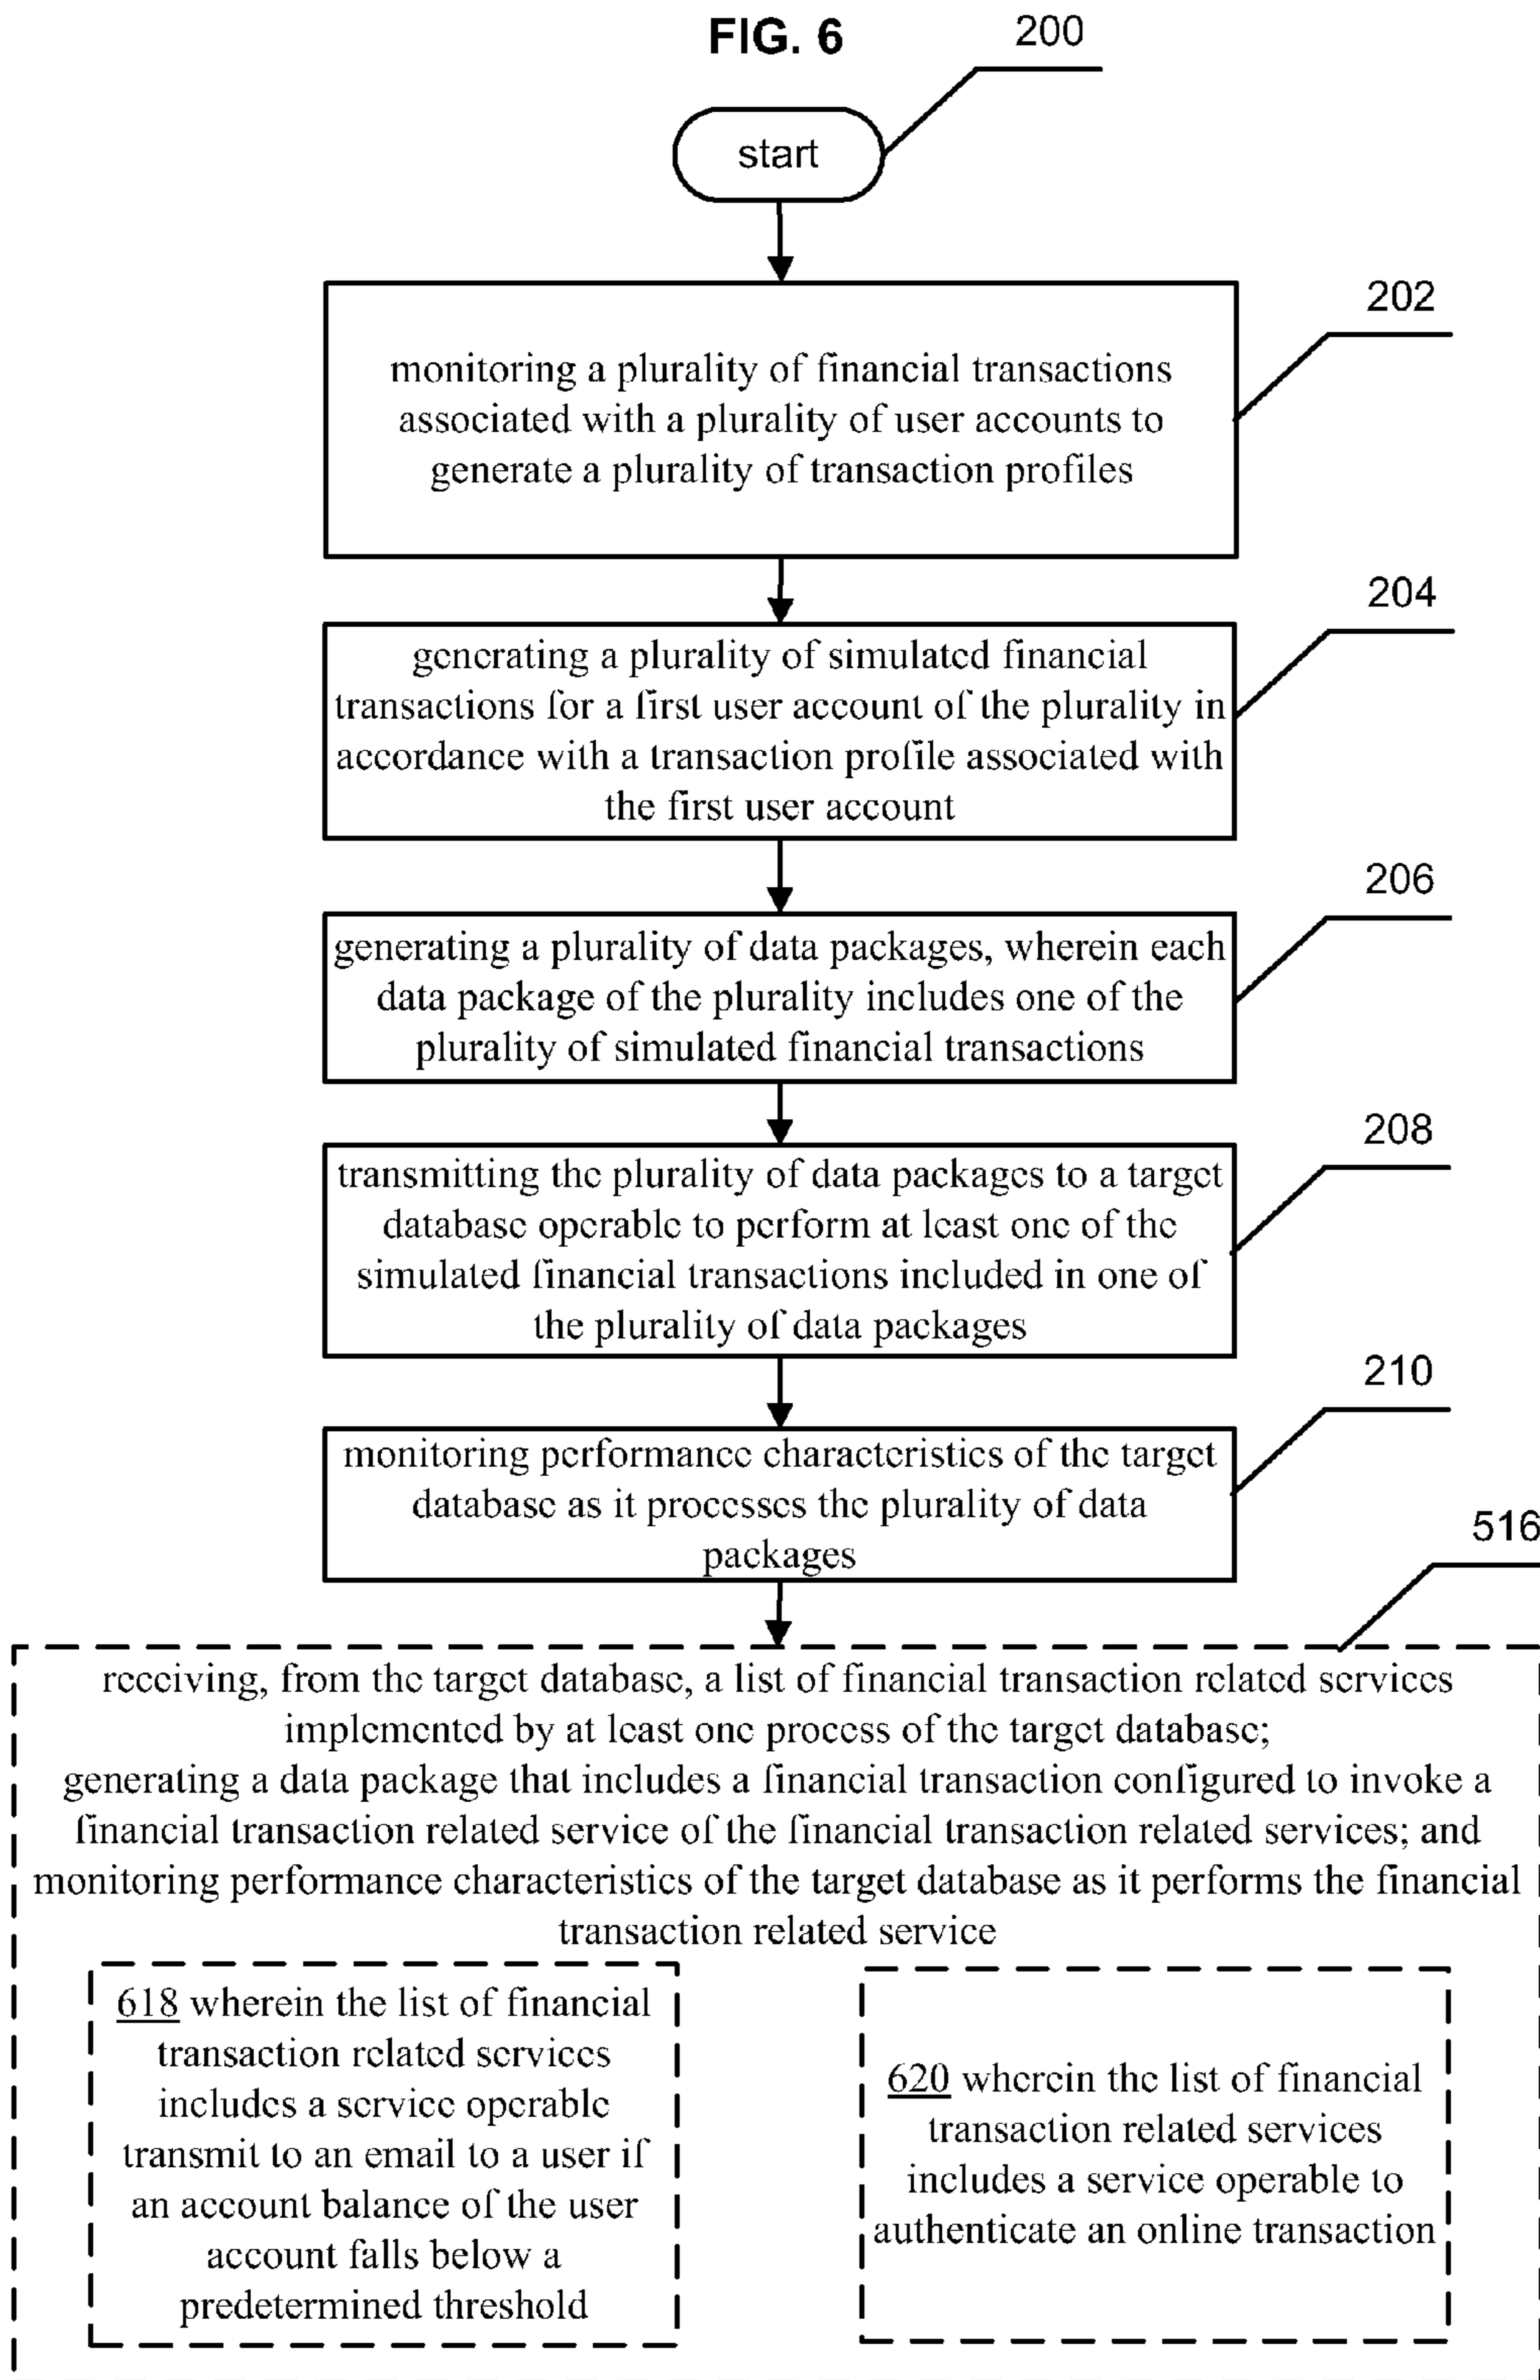 FIG. 6
200
start
202
monitoring a plurality of financial transactions
associated with a plurality of user accounts to
generate a plurality of transaction profiles
204
generating a plurality of simulated financial
transactions for a first user account of the plurality in
accordance with a transaction profile associated with
the first user account
206
generating a plurality of data packages, wherein each
data package of the plurality includes one of the
plurality of simulated financial transactions
208
transmitting the plurality of data packages to a target
database operable to perform at least one of the
simulated financial transactions included in one of
the plurality of data packages
210
monitoring performance characteristics of the target
database as it processes the plurality of data
packages
516
receiving, from the target database, a list of financial transaction related services
implemented by at least one process of the target database;
generating a data package that includes a financial transaction configured to invoke a
financial transaction related service of the financial transaction related services; and
monitoring performance characteristics of the target database as it performs the financial
transaction related service
618 wherein the list of financial
transaction related services
includes a service operable
transmit to an email to a user if
an account balance of the user
account falls below a
predetermined threshold
620 wherein the list of financial
transaction related services
includes a service operable to
authenticate an online transaction